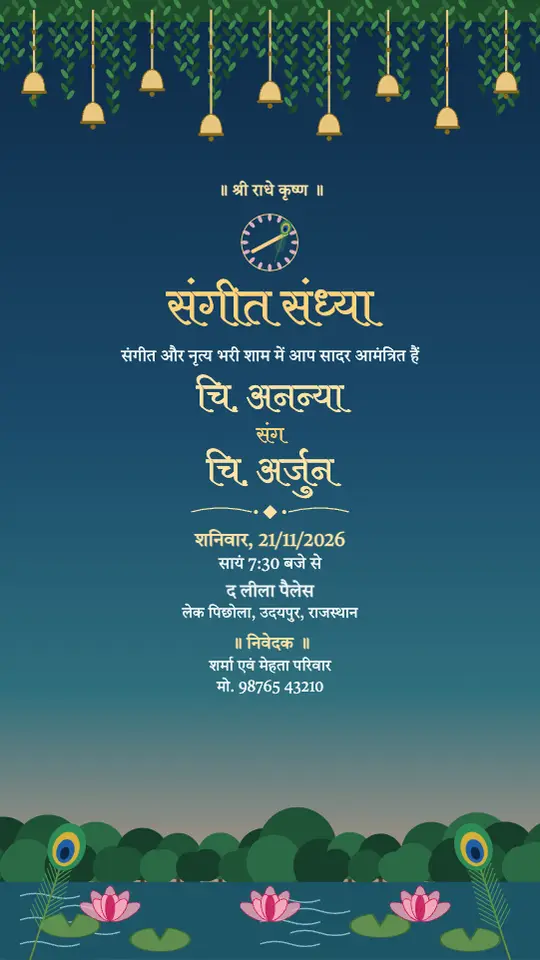 ॥ श्री राधे कृष्ण ॥
संगीत संध्या
संगीत और नृत्य भरी शाम में आप सादर आमंत्रित हैं
चि. अनन्या
संग
चि. अर्जुन
शनिवार, 21/11/2026
सायं 7:30 बजे से
द लीला पैलेस
लेक पिछोला, उदयपुर, राजस्थान
॥ निवेदक ॥
शर्मा एवं मेहता परिवार
मो. 98765 43210